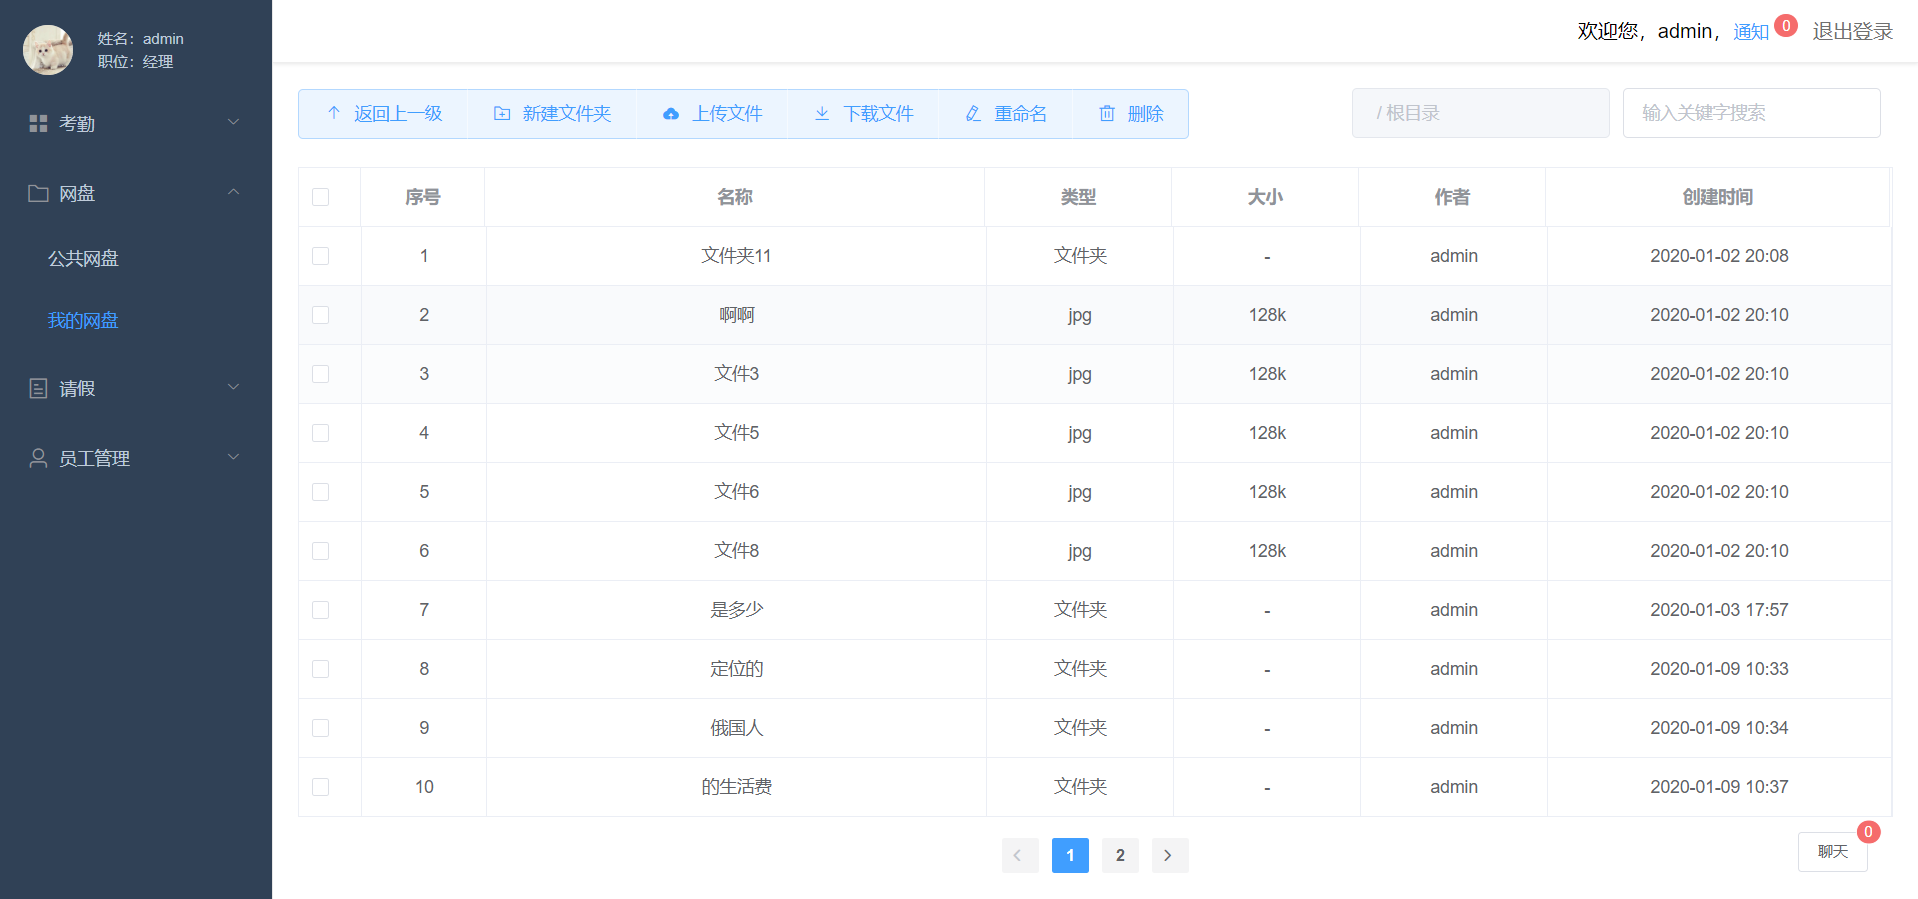 姓名：admin
职位：经理
考勤
网盘
公共网盘
我的网盘
请假
员工管理
欢迎您，admin， 通知 0 退出登录
返回上一级 新建文件夹 上传文件 下载文件 重命名 删除 / 根目录 输入关键字搜索
序号 名称 类型 大小 作者 创建时间
1 文件夹11 文件夹 - admin 2020-01-02 20:08
2 啊啊 jpg 128k admin 2020-01-02 20:10
3 文件3 jpg 128k admin 2020-01-02 20:10
4 文件5 jpg 128k admin 2020-01-02 20:10
5 文件6 jpg 128k admin 2020-01-02 20:10
6 文件8 jpg 128k admin 2020-01-02 20:10
7 是多少 文件夹 - admin 2020-01-03 17:57
8 定位的 文件夹 - admin 2020-01-09 10:33
9 俄国人 文件夹 - admin 2020-01-09 10:34
10 的生活费 文件夹 - admin 2020-01-09 10:37
1 2
聊天 0